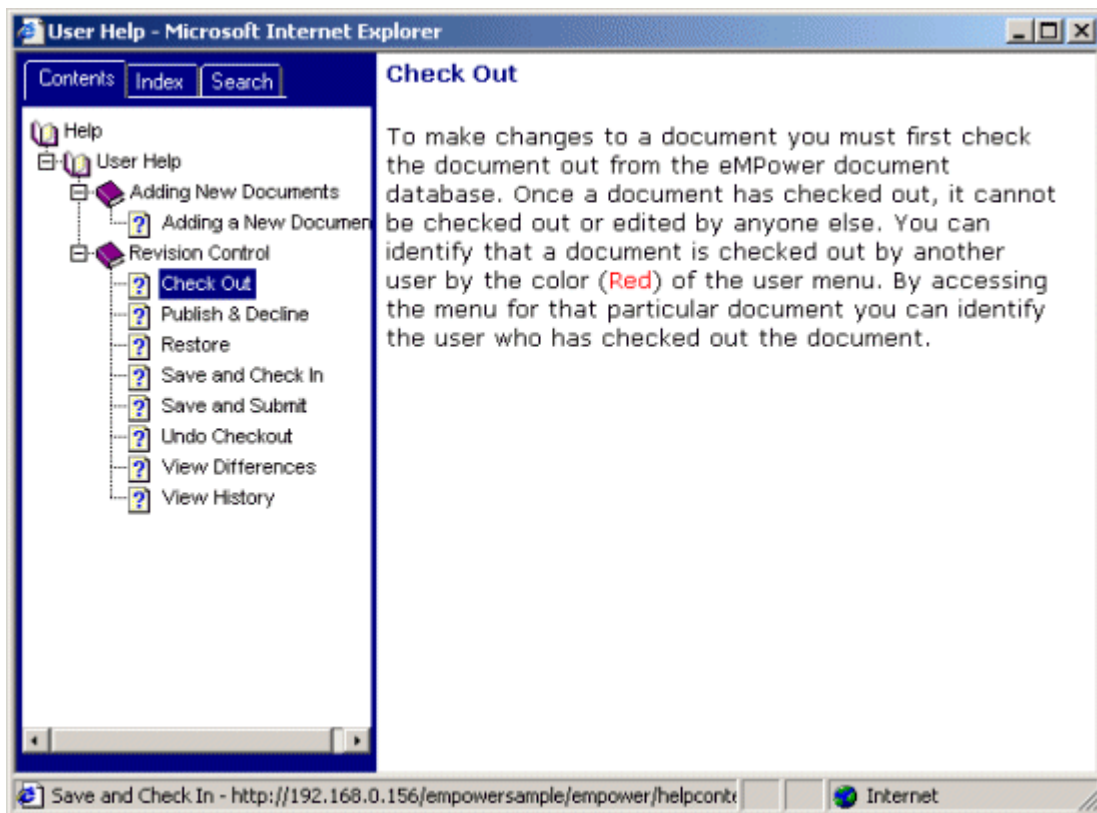 User Help - Microsoft Internet Explorer
Contents Index Search
Help
User Help
Adding New Documents
Adding a New Documen
Revision Control
Check Out
Publish & Decline
Restore
Save and Check In
Save and Submit
Undo Checkout
View Differences
View History
Check Out
To make changes to a document you must first check
the document out from the eMPower document
database. Once a document has checked out, it cannot
be checked out or edited by anyone else. You can
identify that a document is checked out by another
user by the color (Red) of the user menu. By accessing
the menu for that particular document you can identify
the user who has checked out the document.
Save and Check In - http://192.168.0.156/empowersample/empower/helpconte
Internet